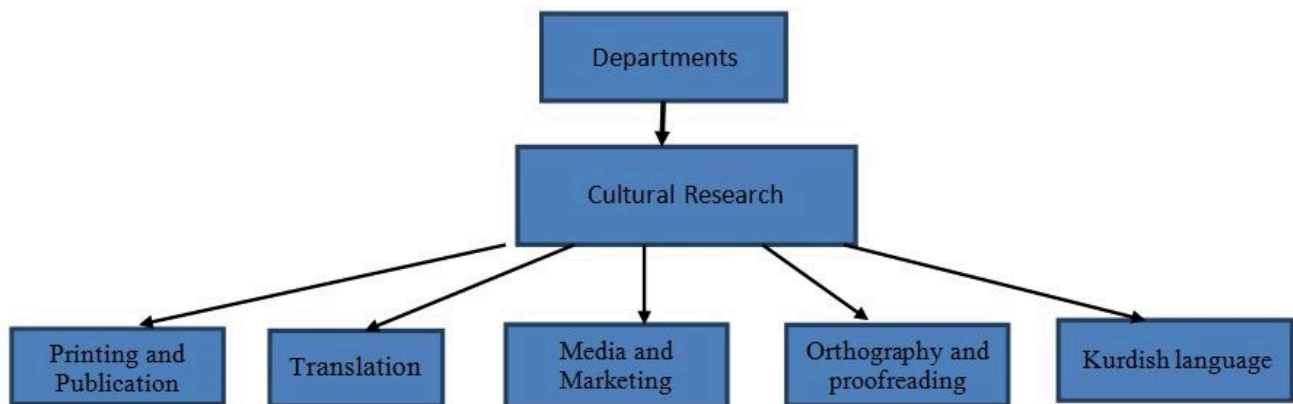 Departments
Cultural Research
Printing and
Publication
Translation
Media and
Marketing
Orthography and
proofreading
Kurdish language